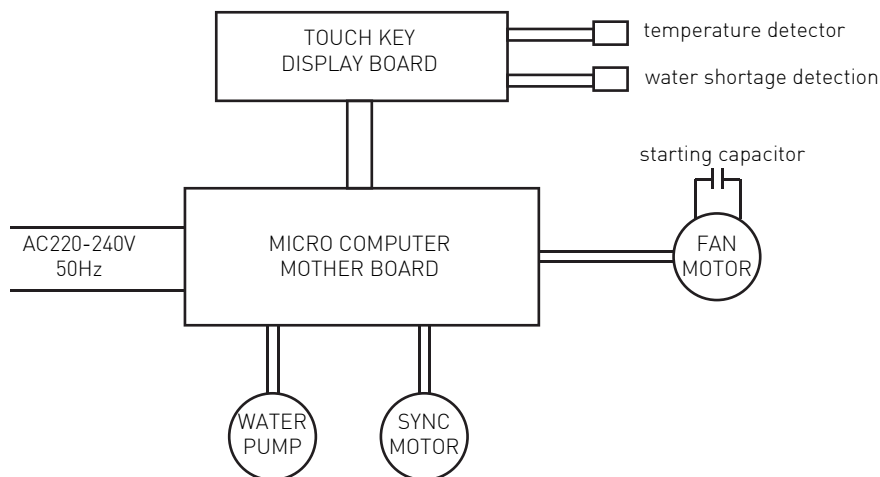 TOUCH KEY
DISPLAY BOARD
temperature detector
water shortage detection
starting capacitor
AC220-240V
50Hz
MICRO COMPUTER
MOTHER BOARD
FAN
MOTOR
WATER
PUMP
SYNC
MOTOR